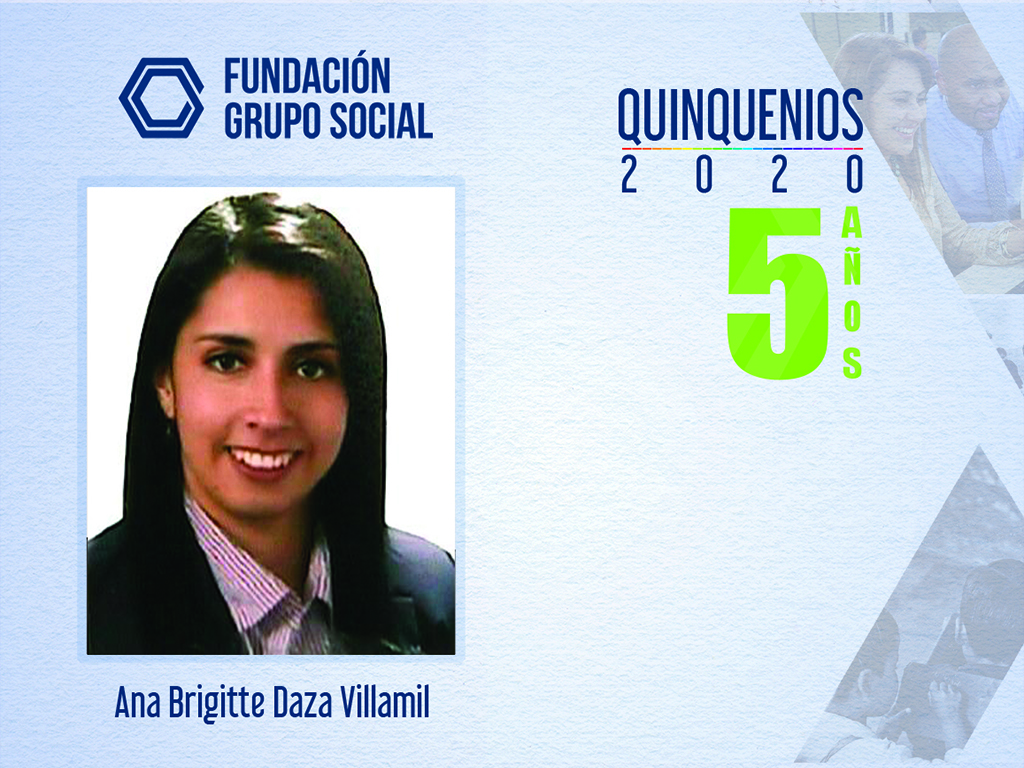 FUNDACIÓN
GRUPO SOCIAL
QUINQUENIOS
2020
5
AÑOS
Ana Brigitte Daza Villamil